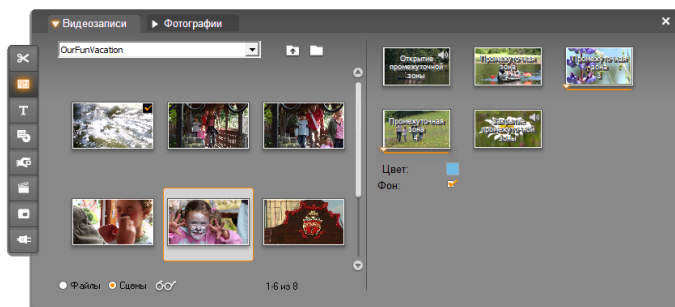 Видеозаписи
Фотографии
OurFunVacation
T
Открытие
промежуточной
зоны
Промежуточная
зона
Промежуточная
Промежуточная
зона
4
Закрытие
промежуточной
зоны
Цвет:
Фон:
Файлы
Сцены
1-6 из 8